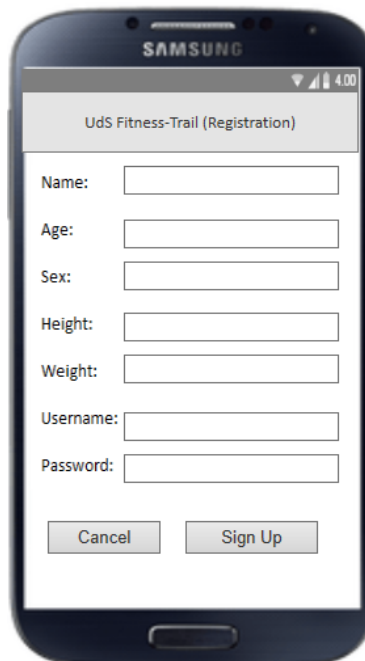 SAMSUNG
4.00
UdS Fitness-Trail (Registration)
Name:
Age:
Sex:
Height:
Weight:
Username:
Password:
Cancel Sign Up